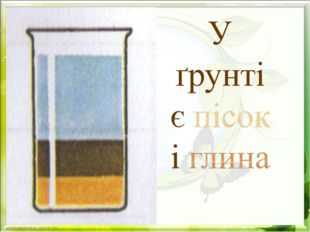 У
ґрунті
є пісок
і глина